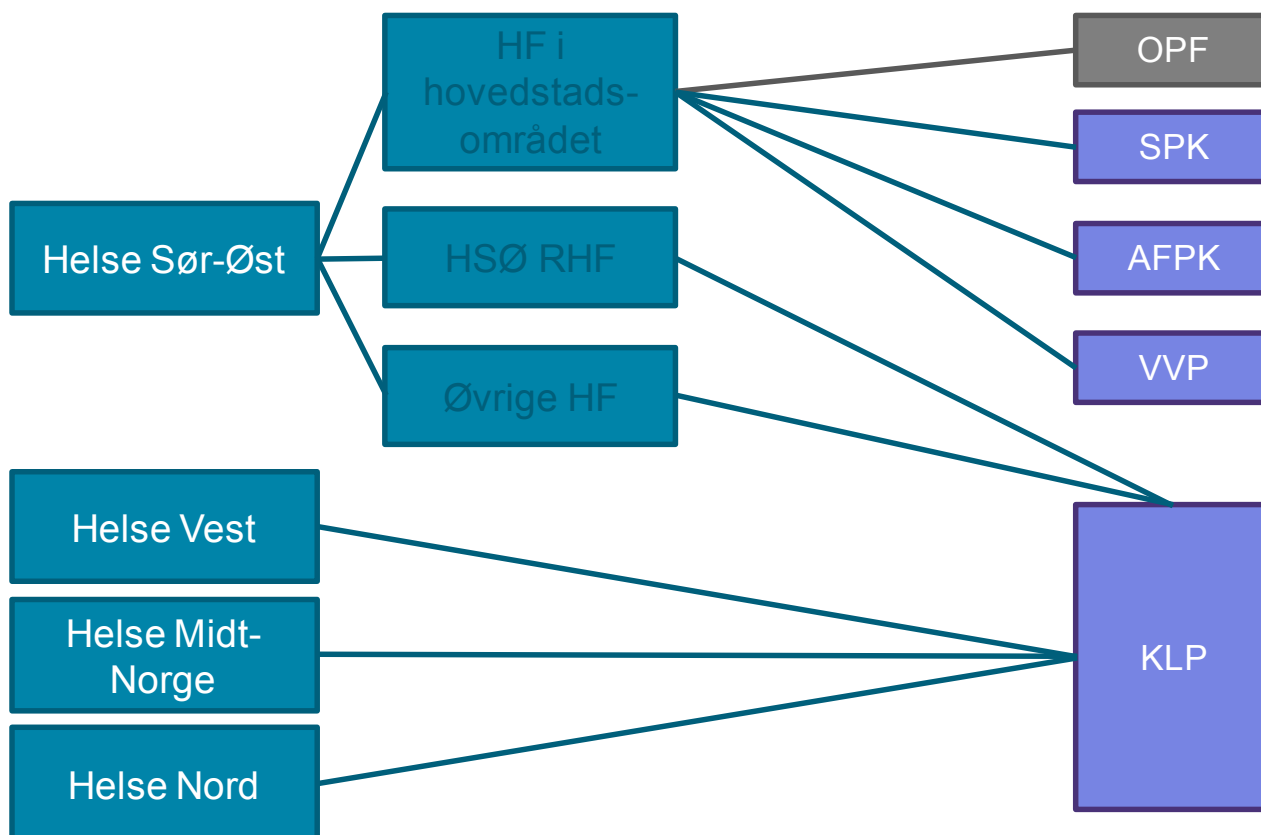 HF i
hovedstads-
området
OPF
SPK
Helse Sør-Øst
HSØ RHF
AFPK
VVP
Øvrige HF
Helse Vest
Helse Midt-
Norge
KLP
Helse Nord